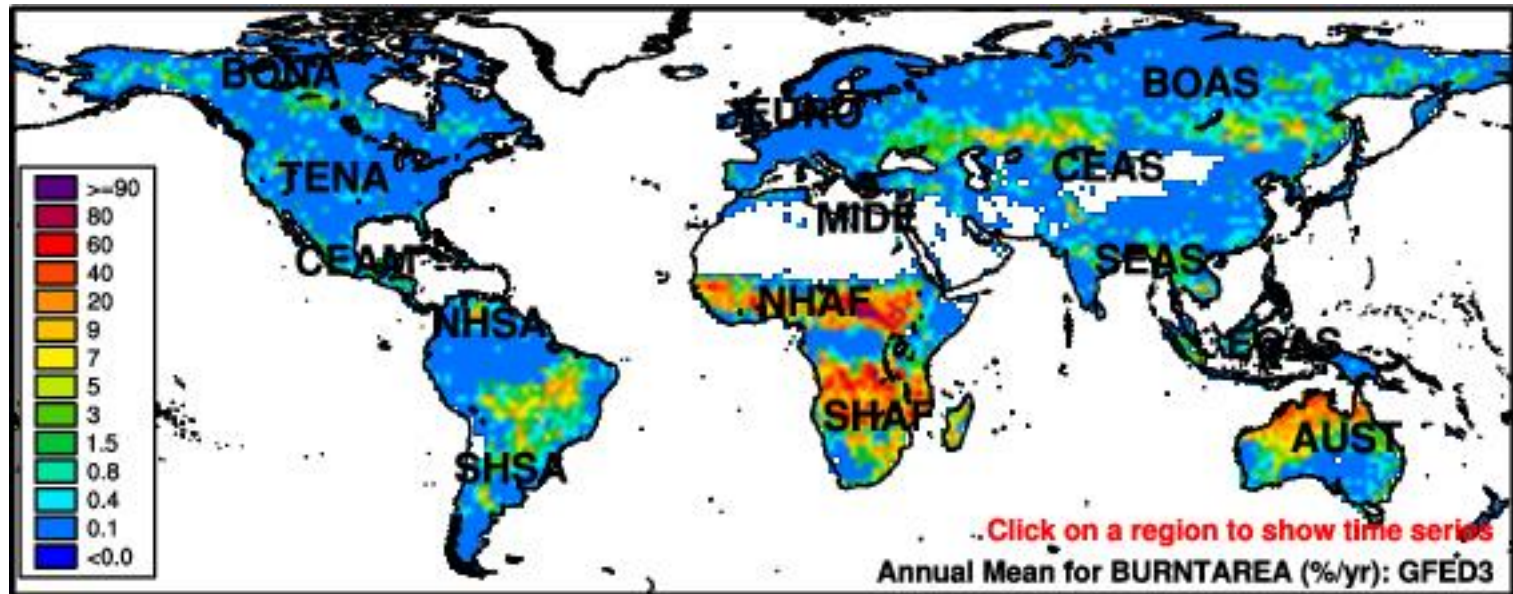 BONA
BOAS
EURO
TENA
CEAS
MIDE
CEAM
SEAS
NHAF
NHSA
EQAS
SHAF
AUST
SHSA
>=90
80
60
40
20
9
7
5
3
1.5
0.8
0.4
0.1
<0.0
Click on a region to show time series
Annual Mean for BURNTAREA (%/yr): GFED3